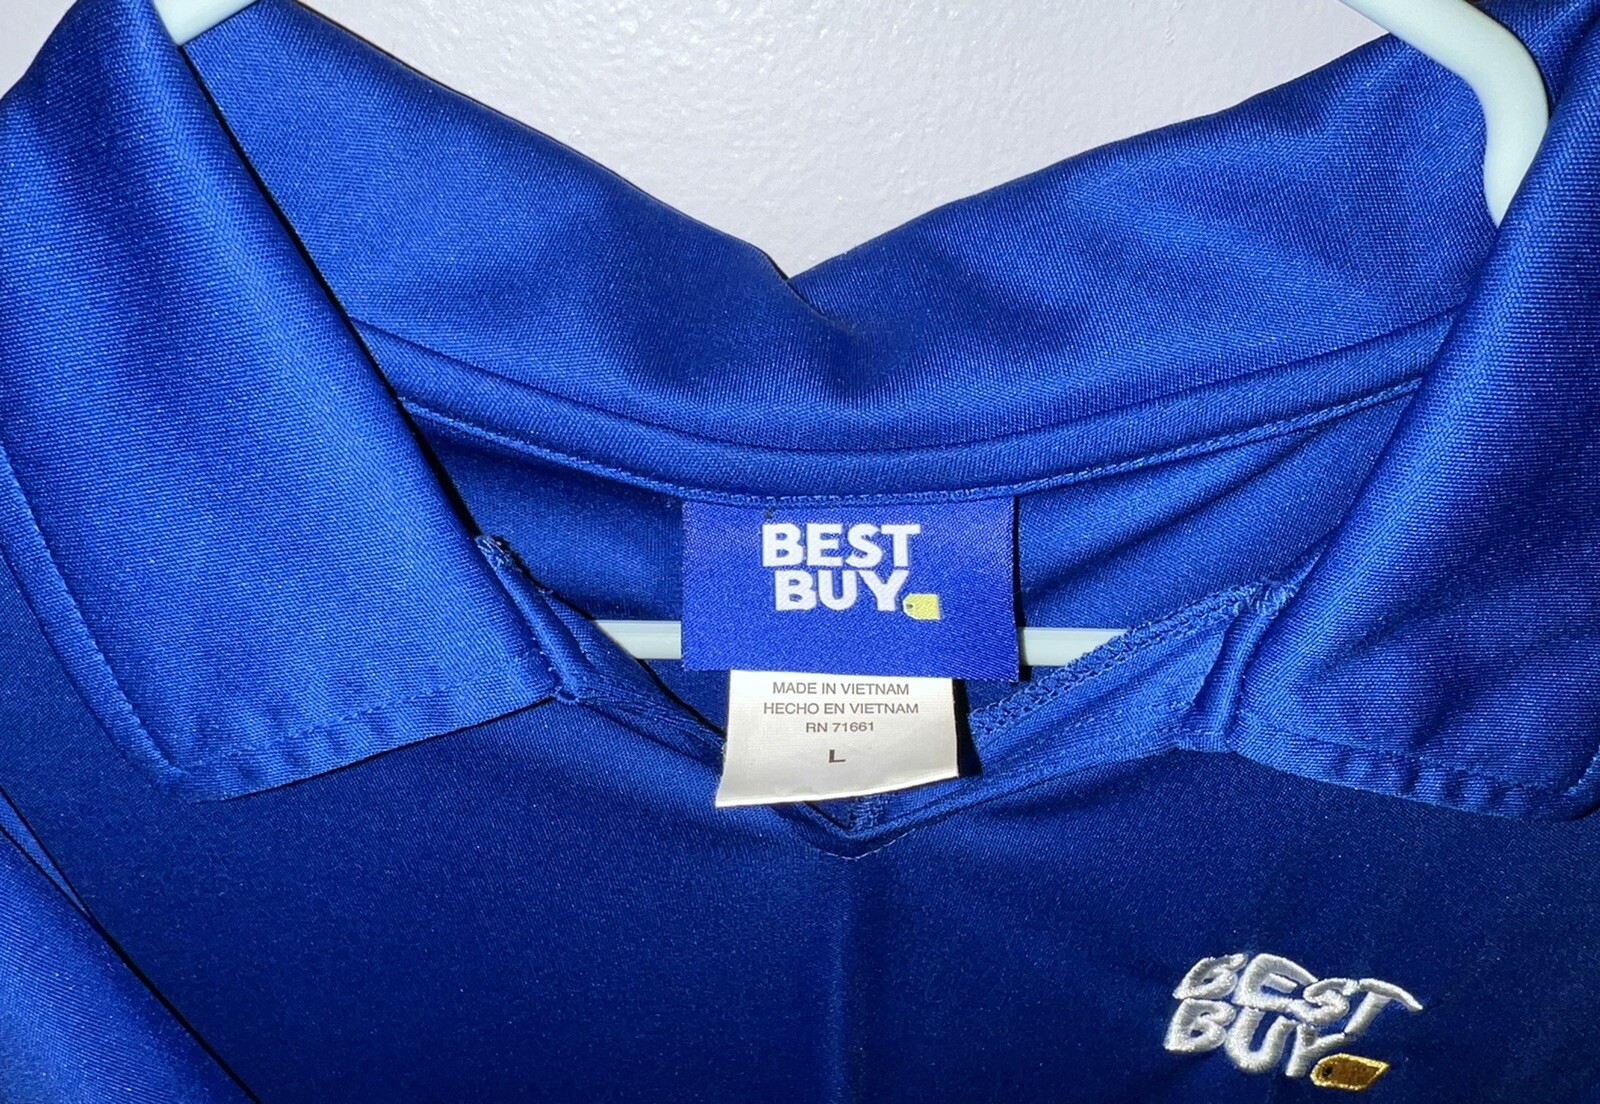 BEST
BUY
MADE IN VIETNAM
HECHO EN VIETNAM
RN 71661
L
BEST
BUY